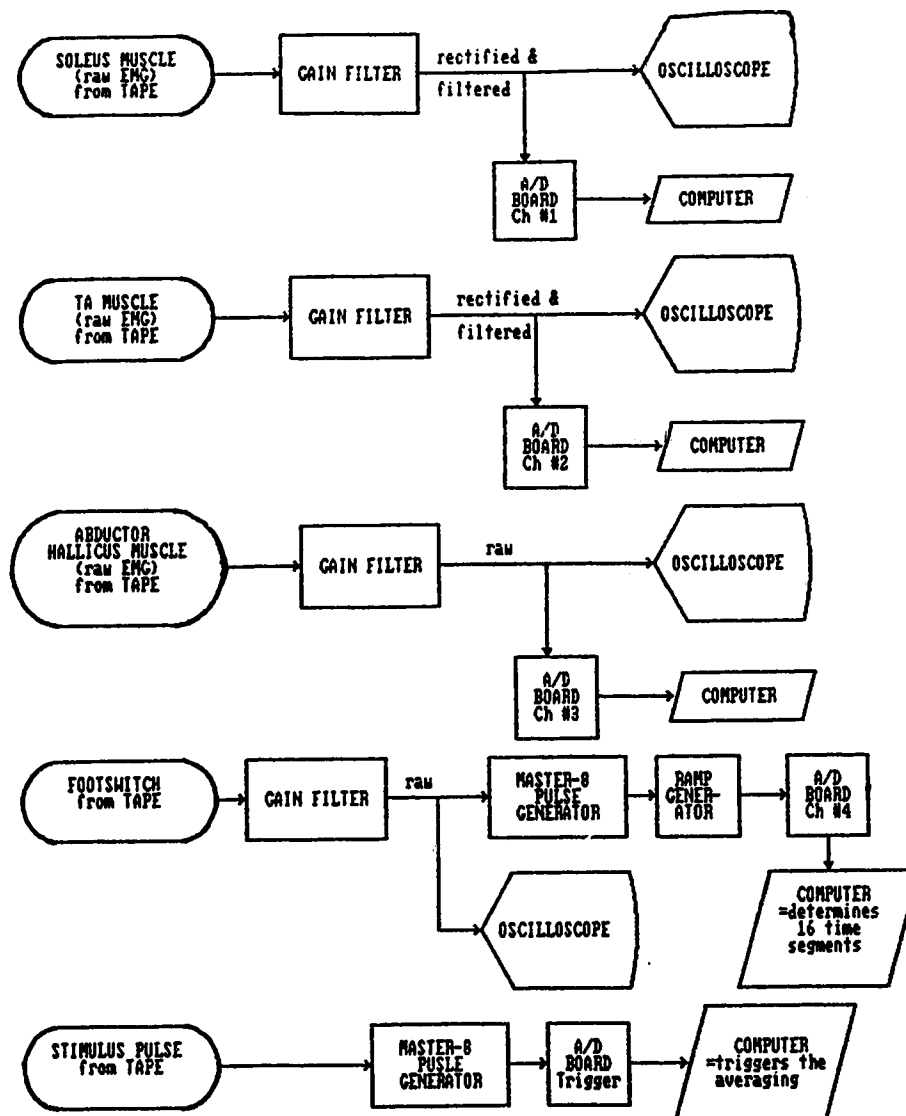 SOLEUS MUSCLE
(raw EMG)
from TAPE
GAIN FILTER
rectified &
filtered
OSCILLOSCOPE
A/D
BOARD
Ch #1
COMPUTER
TA MUSCLE
(raw EMG)
from TAPE
GAIN FILTER
rectified &
filtered
OSCILLOSCOPE
A/D
BOARD
Ch #2
COMPUTER
ABDUCTOR
HALLICUS MUSCLE
(raw EMG)
from TAPE
GAIN FILTER
raw
OSCILLOSCOPE
A/D
BOARD
Ch #3
COMPUTER
FOOTSWITCH
from TAPE
GAIN FILTER
raw
MASTER-8
PULSE
GENERATOR
RAMP
GENER-
ATOR
A/D
BOARD
Ch #4
OSCILLOSCOPE
COMPUTER
=determines
16 time
segments
STIMULUS PULSE
from TAPE
MASTER-8
PUSLE
GENERATOR
A/D
BOARD
Trigger
COMPUTER
=triggers the
averaging